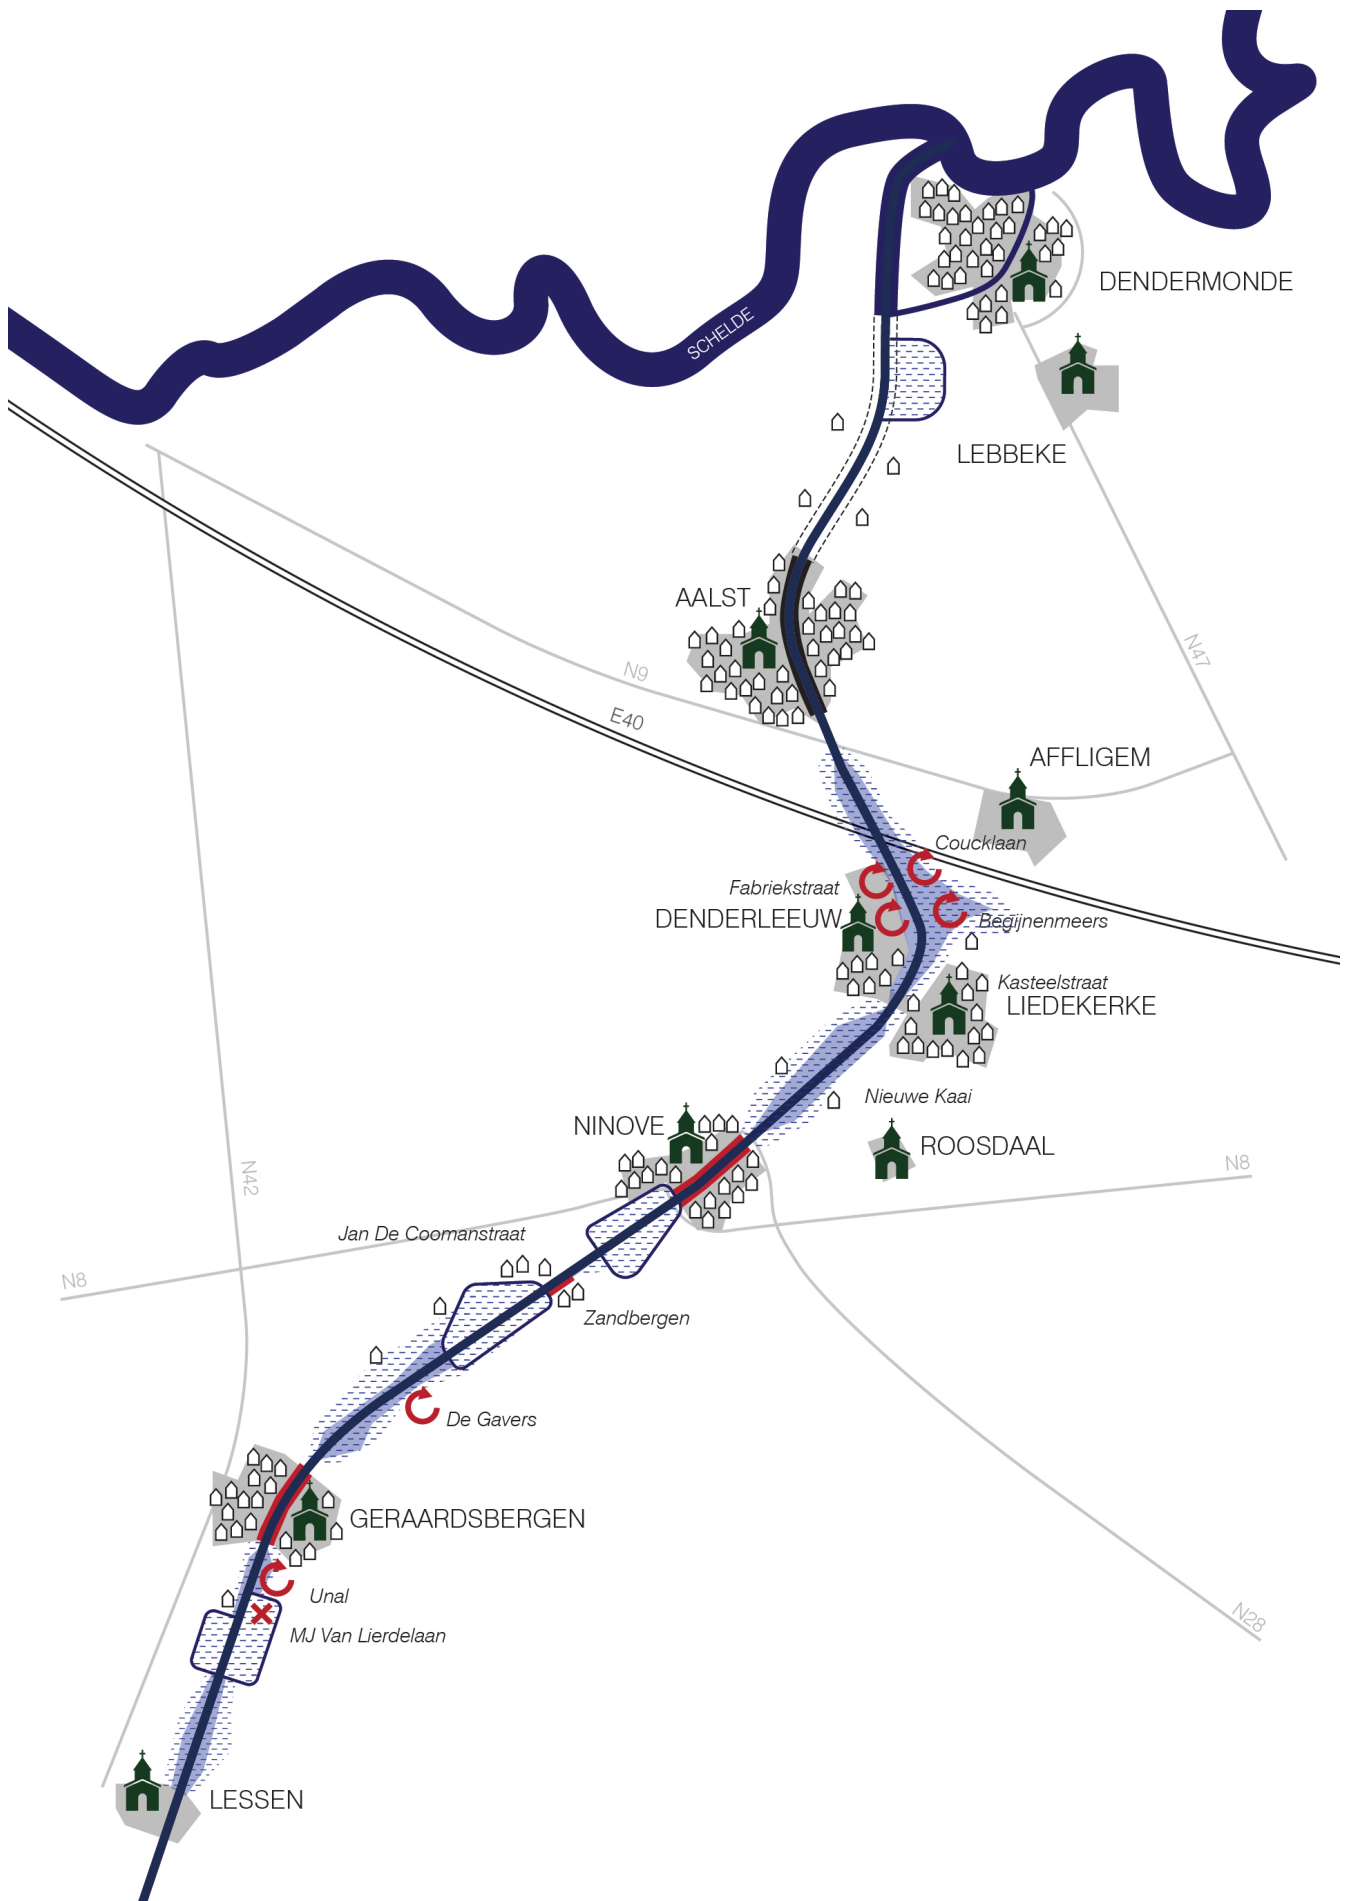 DENDERMONDE
SCHELDE
LEBBEKE
AALST
N47
N9
E40
AFFLIGEM
Coucklaan
Fabriekstraat
DENDERLEEUW
Begijnenmeers
Kasteelstraat
LIEDEKERKE
Nieuwe Kaai
NINOVE
ROOSDAAL
N8
N42
Jan De Coomanstraat
N8
Zandbergen
De Gavers
GERAARDSBERGEN
Unal
N28
MJ Van Lierdelaan
LESSEN